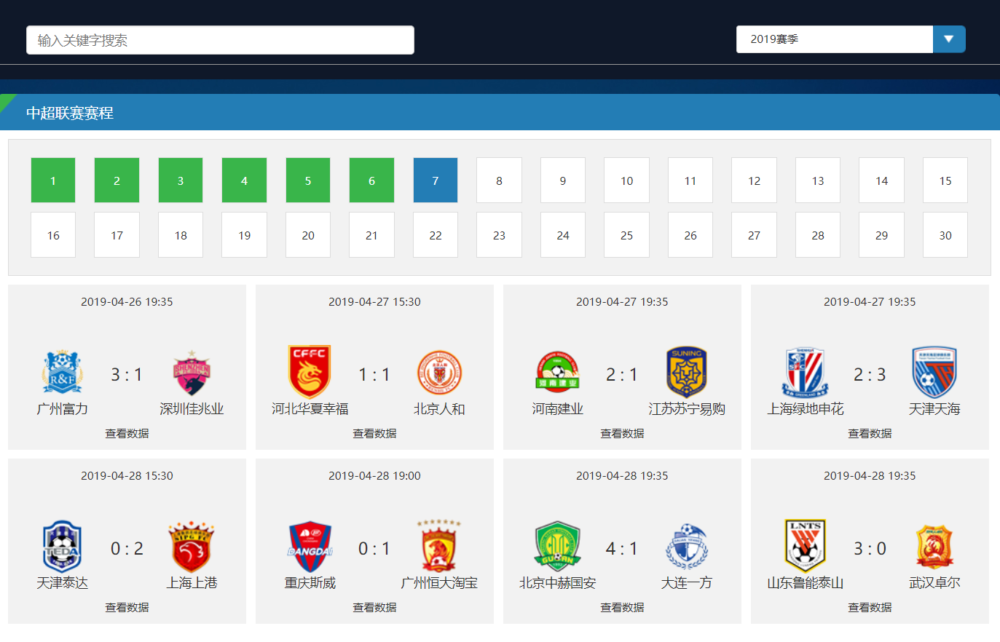 输入关键字搜索
2019赛季
中超联赛赛程
1 2 3 4 5 6 7 8 9 10 11 12 13 14 15
16 17 18 19 20 21 22 23 24 25 26 27 28 29 30
2019-04-26 19:35 2019-04-27 15:30 2019-04-27 19:35 2019-04-27 19:35
R&F 3 : 1 SHENZHEN CFFC 1 : 1 河南建业 2 : 1 SUNING SHENHUA GREENLAND 2 : 3
广州富力 深圳佳兆业 河北华夏幸福 北京人和 河南建业 江苏苏宁易购 上海绿地申花 天津天海
查看数据 查看数据 查看数据 查看数据
2019-04-28 15:30 2019-04-28 19:00 2019-04-28 19:35 2019-04-28 19:35
TEDA 0 : 2 SIPG FC DANGDAI 0 : 1 GUOAN 4 : 1 LNTS 3 : 0
天津泰达 上海上港 重庆斯威 广州恒大淘宝 北京中赫国安 大连一方 山东鲁能泰山 武汉卓尔
查看数据 查看数据 查看数据 查看数据